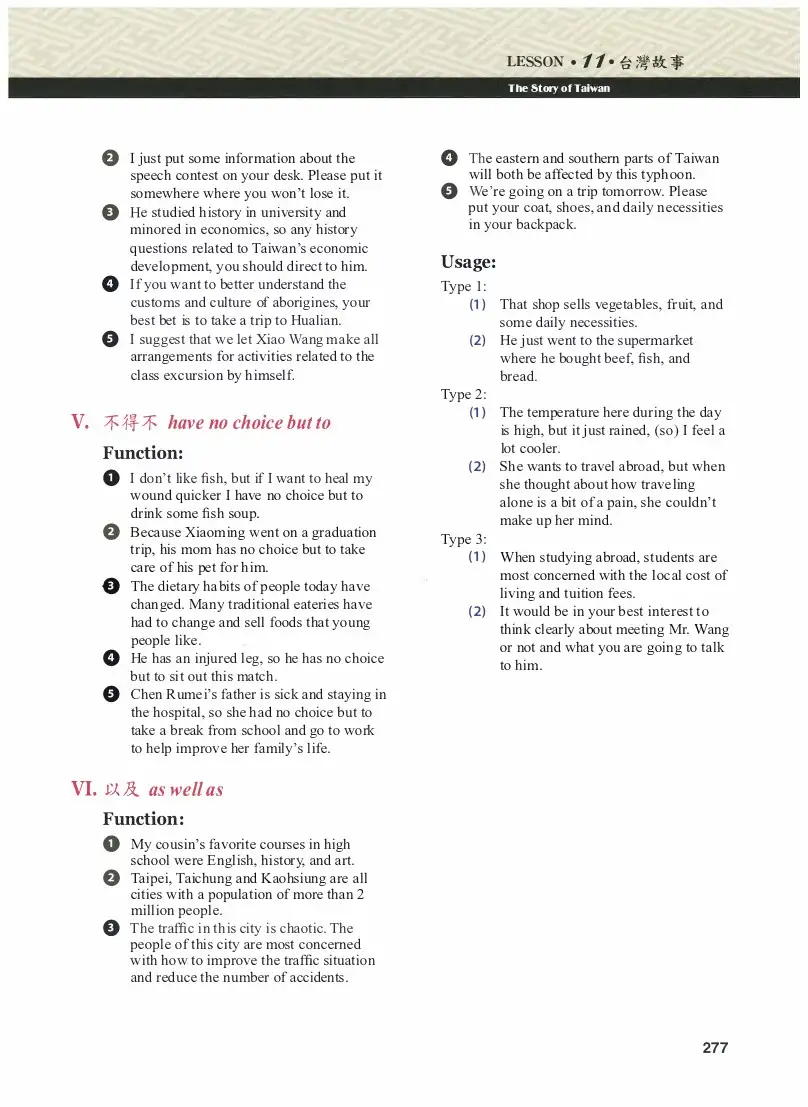 LESSON • 11 • 台灣故事
The Story of Taiwan
2 I just put some information about the
speech contest on your desk. Please put it
somewhere where you won't lose it.
3 He studied history in university and
minored in economics, so any history
questions related to Taiwan's economic
development, you should direct to him.
4 If you want to better understand the
customs and culture of aborigines, your
best bet is to take a trip to Hualian.
5 I suggest that we let Xiao Wang make all
arrangements for activities related to the
class excursion by himself.
V. 不得不 have no choice but to
Function:
1 I don't like fish, but if I want to heal my
wound quicker I have no choice but to
drink some fish soup.
2 Because Xiaoming went on a graduation
trip, his mom has no choice but to take
care of his pet for him.
3 The dietary habits of people today have
changed. Many traditional eateries have
had to change and sell foods that young
people like.
4 He has an injured leg, so he has no choice
but to sit out this match.
5 Chen Rumei's father is sick and staying in
the hospital, so she had no choice but to
take a break from school and go to work
to help improve her family's life.
VI. 以及 as well as
Function:
1 My cousin's favorite courses in high
school were English, history, and art.
2 Taipei, Taichung and Kaohsiung are all
cities with a population of more than 2
million people.
3 The traffic in this city is chaotic. The
people of this city are most concerned
with how to improve the traffic situation
and reduce the number of accidents.
4 The eastern and southern parts of Taiwan
will both be affected by this typhoon.
5 We're going on a trip tomorrow. Please
put your coat, shoes, and daily necessities
in your backpack.
Usage:
Type 1:
(1) That shop sells vegetables, fruit, and
some daily necessities.
(2) He just went to the supermarket
where he bought beef, fish, and
bread.
Type 2:
(1) The temperature here during the day
is high, but it just rained, (so) I feel a
lot cooler.
(2) She wants to travel abroad, but when
she thought about how traveling
alone is a bit of a pain, she couldn't
make up her mind.
Type 3:
(1) When studying abroad, students are
most concerned with the local cost of
living and tuition fees.
(2) It would be in your best interest to
think clearly about meeting Mr. Wang
or not and what you are going to talk
to him.
277